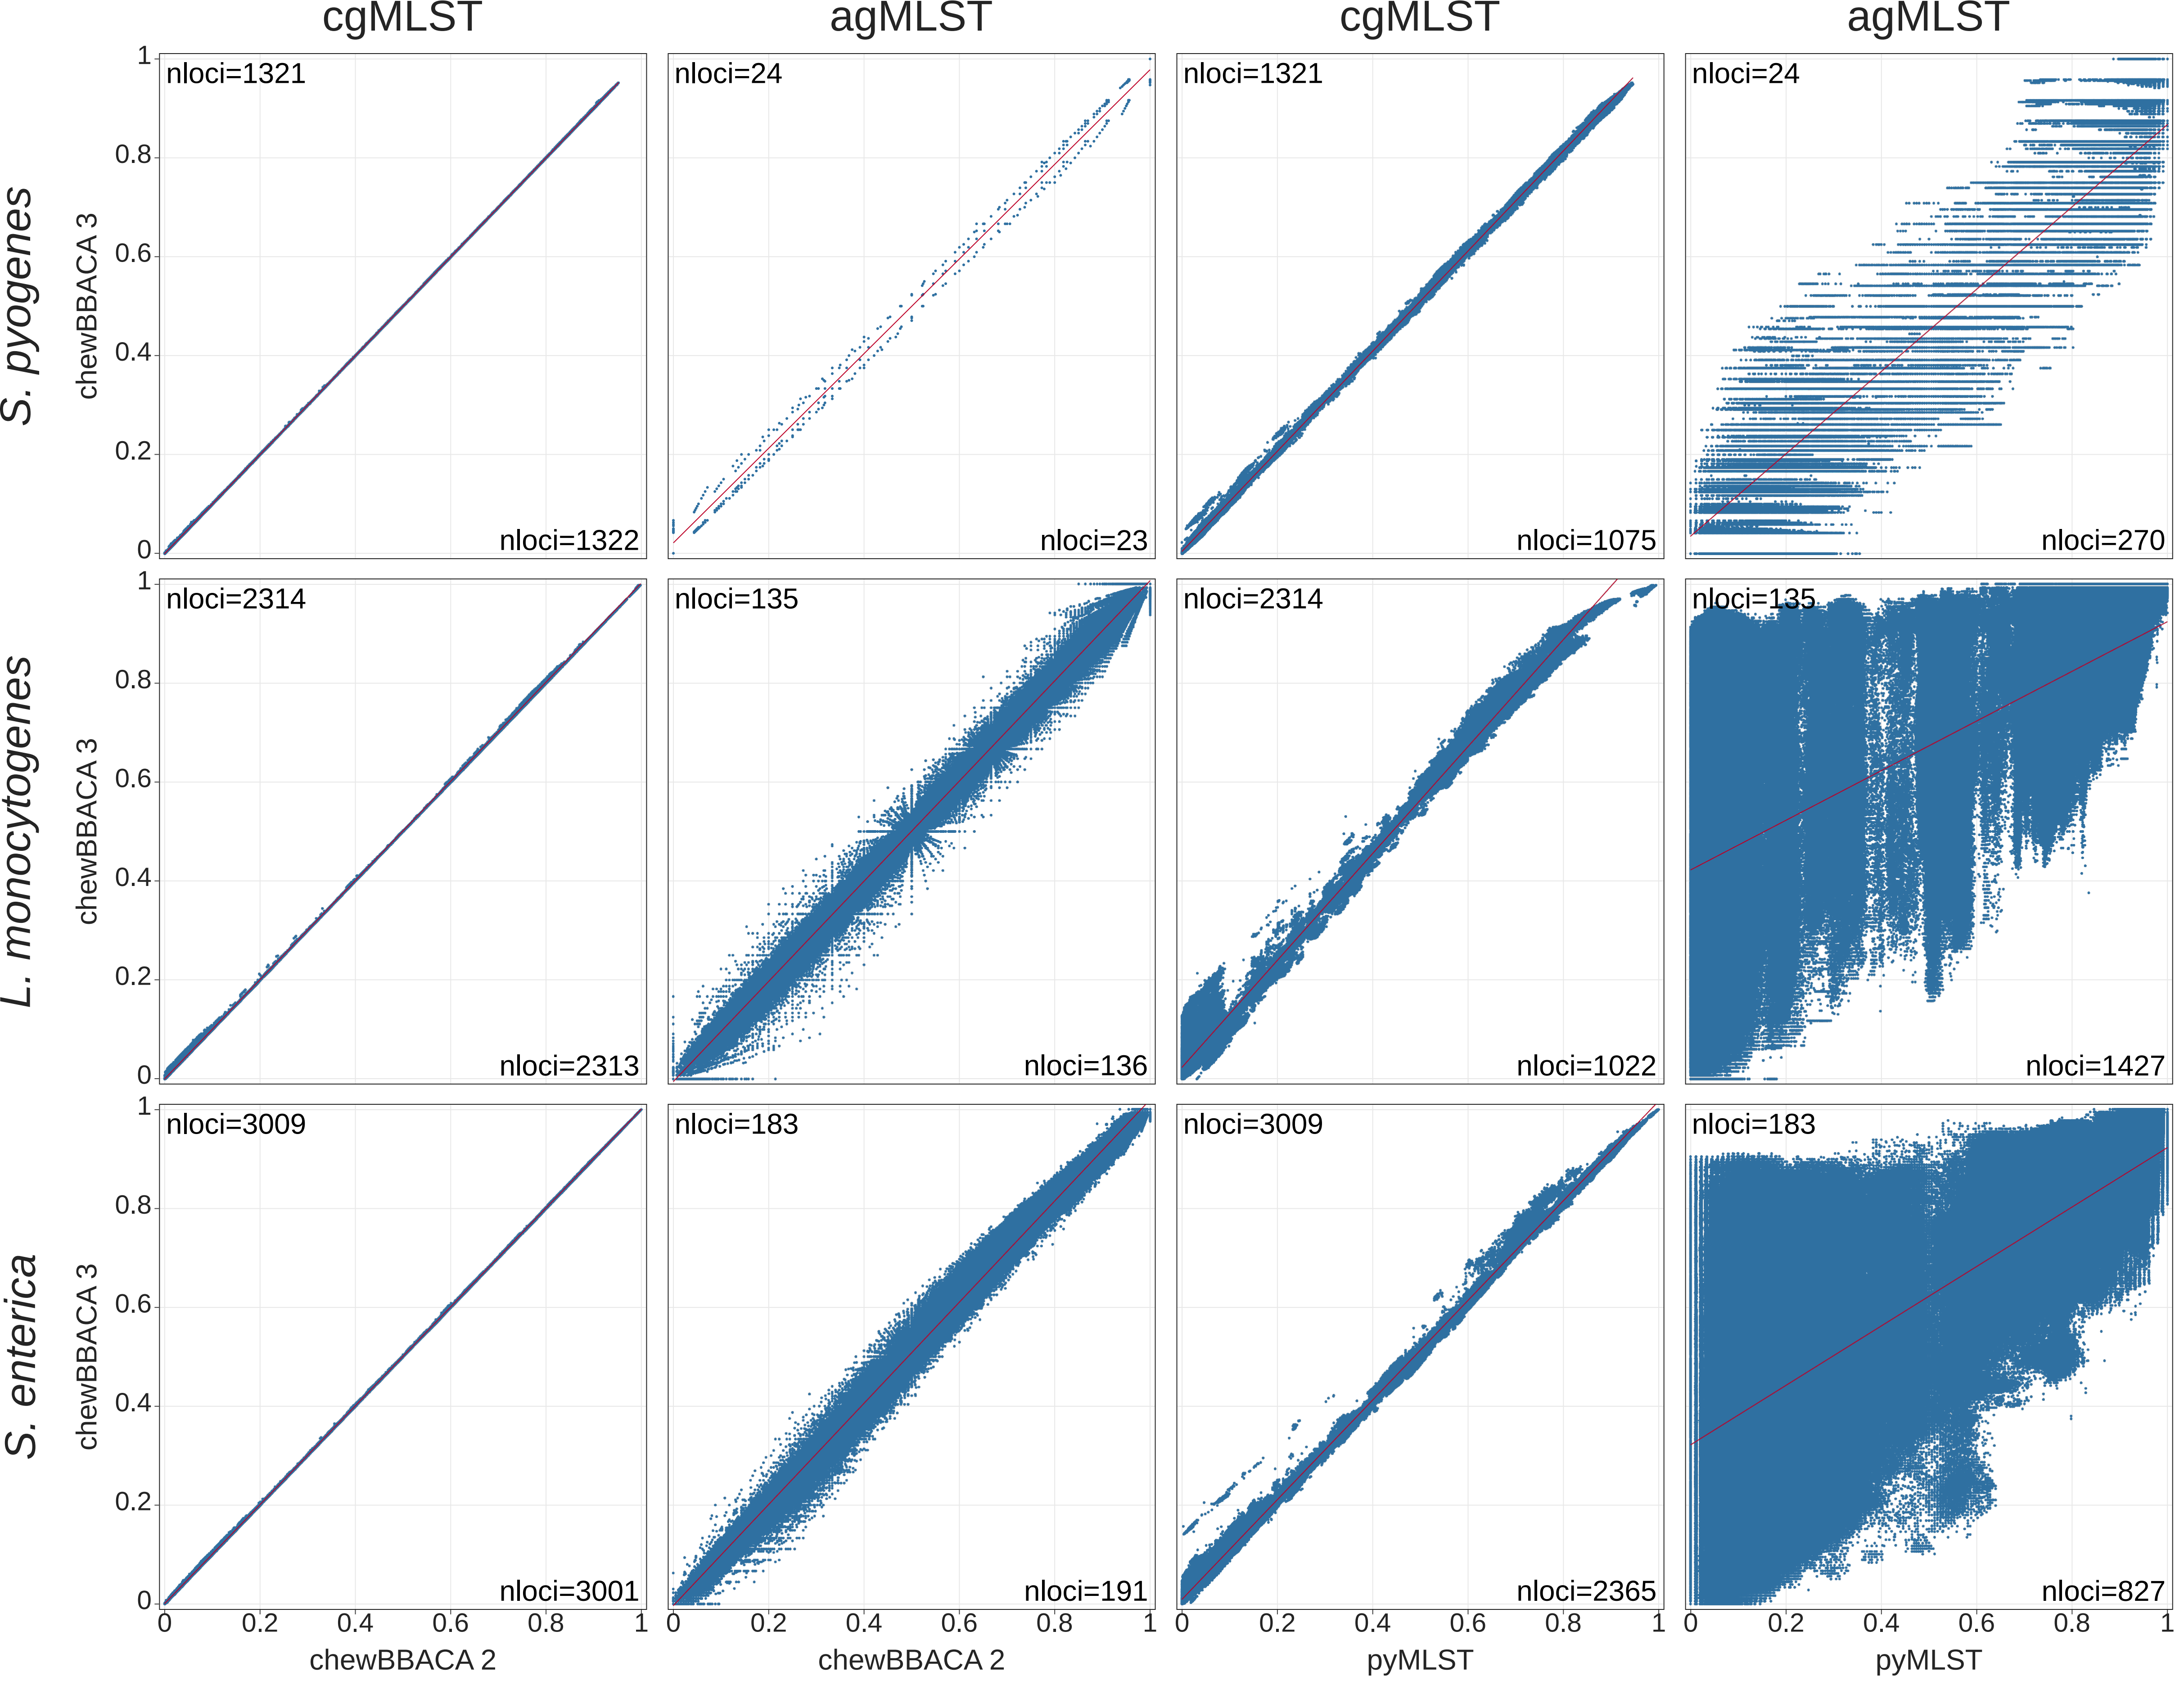 cgMLST agMLST cgMLST agMLST
S. pyogenes
chewBBACA 3
1
0.8
0.6
0.4
0.2
0
nloci=1321
nloci=1322
nloci=24
nloci=23
nloci=1321
nloci=1075
nloci=24
nloci=270
L. monocytogenes
chewBBACA 3
1
0.8
0.6
0.4
0.2
0
nloci=2314
nloci=2313
nloci=135
nloci=136
nloci=2314
nloci=1022
nloci=135
nloci=1427
S. enterica
chewBBACA 3
1
0.8
0.6
0.4
0.2
0
nloci=3009
nloci=3001
nloci=183
nloci=191
nloci=3009
nloci=2365
nloci=183
nloci=827
0 0.2 0.4 0.6 0.8 1 0 0.2 0.4 0.6 0.8 1 0 0.2 0.4 0.6 0.8 1 0 0.2 0.4 0.6 0.8 1
chewBBACA 2 chewBBACA 2 pyMLST pyMLST